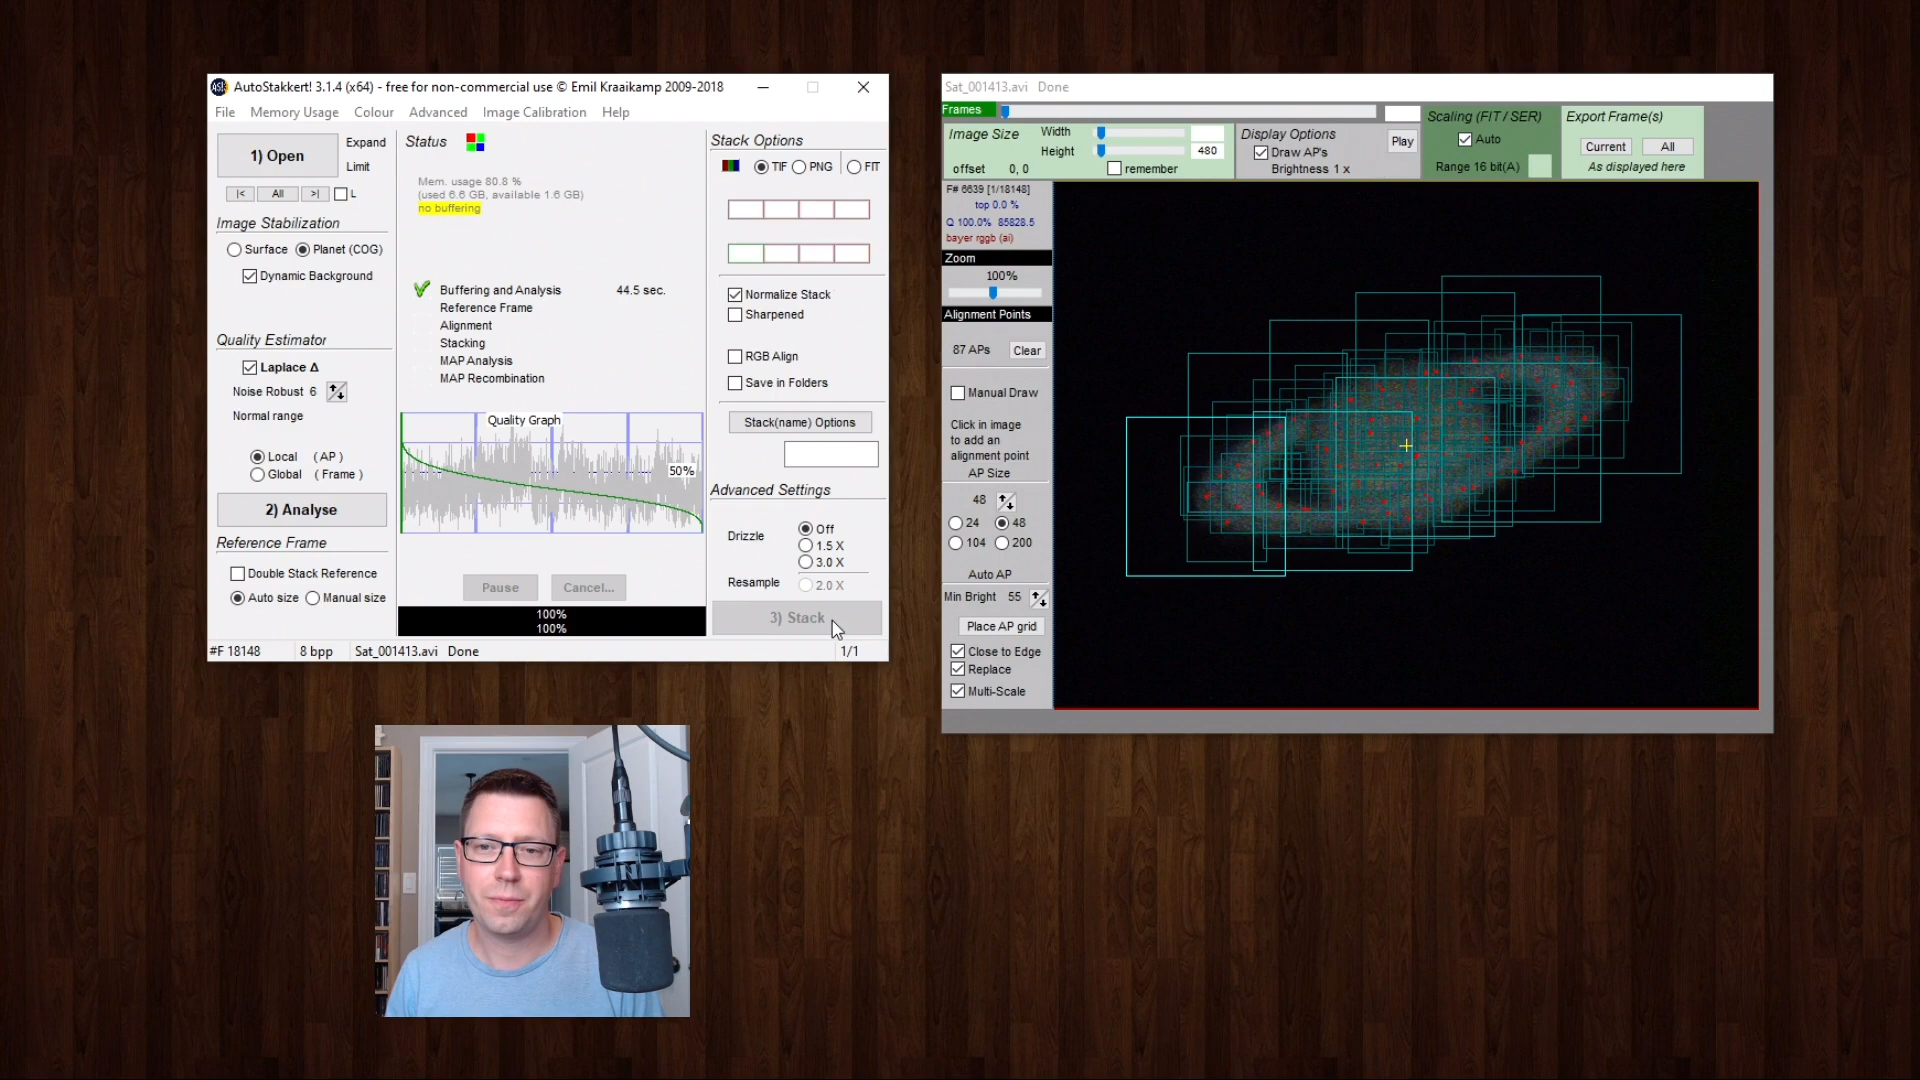 AutoStakkert! 3.1.4 (x64) - free for non-commercial use © Emil Kraaikamp 2009-2018
File Memory Usage Colour Advanced Image Calibration Help
1) Open
Expand
Limit
|< All >| L
Image Stabilization
Surface Planet (COG)
Dynamic Background
Quality Estimator
Laplace Δ
Noise Robust 6
Normal range
Local (AP)
Global (Frame)
2) Analyse
Reference Frame
Double Stack Reference
Auto size Manual size
Status
Mem. usage 80.8 %
(used 6.6 GB, available 1.6 GB)
no buffering
Buffering and Analysis 44.5 sec.
Reference Frame
Alignment
Stacking
MAP Analysis
MAP Recombination
Quality Graph
50%
Pause Cancel...
100%
100%
Stack Options
TIF PNG FIT
Normalize Stack
Sharpened
RGB Align
Save in Folders
Stack(name) Options
Advanced Settings
Drizzle
Off
1.5 X
3.0 X
Resample 2.0 X
3) Stack
#F 18148 8 bpp Sat_001413.avi Done 1/1
Sat_001413.avi Done
Frames
Image Size
Width
Height 480
offset 0, 0
remember
Display Options
Draw AP's
Brightness 1 x
Play
Scaling (FIT / SER)
Auto
Range 16 bit(A)
Export Frame(s)
Current All
As displayed here
F# 6639 [1/18148]
top 0.0 %
Q 100.0% 85828.5
bayer rggb (ai)
Zoom
100%
Alignment Points
87 APs Clear
Manual Draw
Click in image
to add an
alignment point
AP Size
48
24 48
104 200
Auto AP
Min Bright 55
Place AP grid
Close to Edge
Replace
Multi-Scale